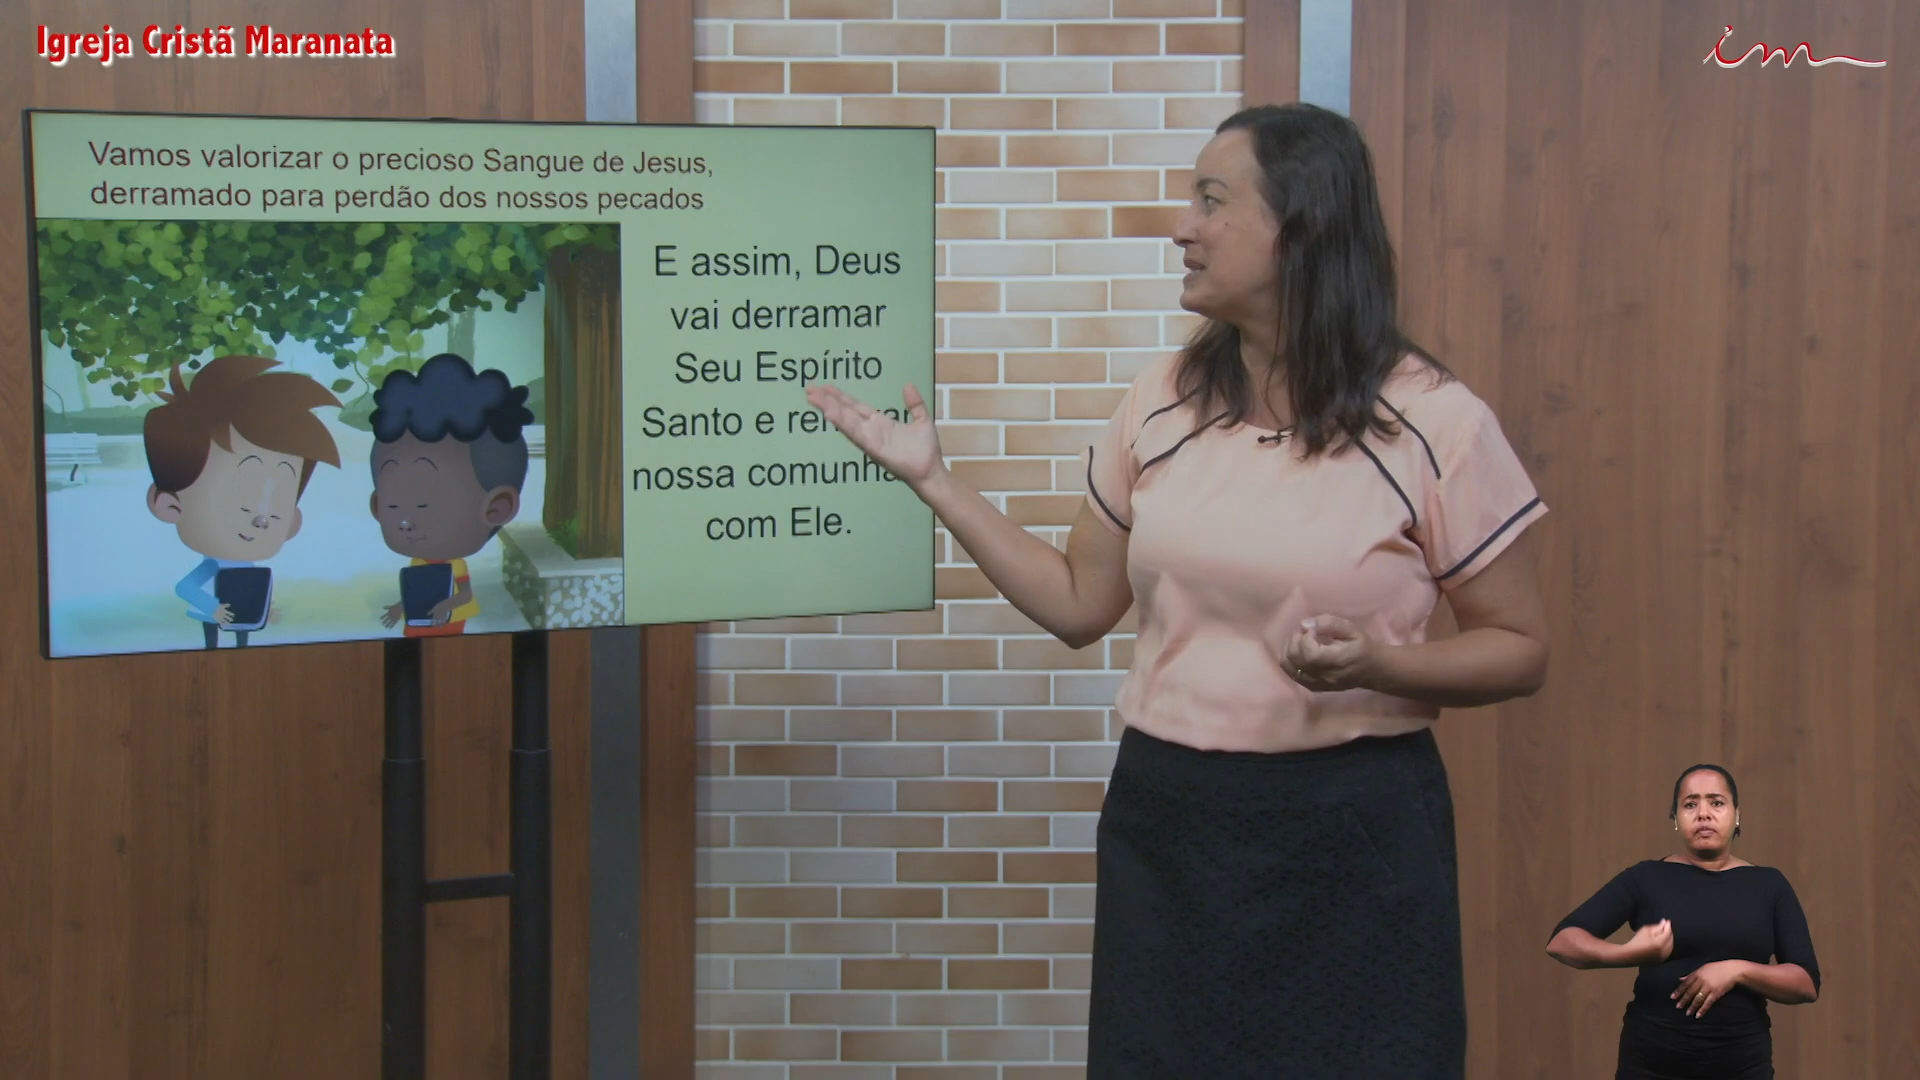 Igreja Cristã Maranata
im
Vamos valorizar o precioso Sangue de Jesus,
derramado para perdão dos nossos pecados
E assim, Deus
vai derramar
Seu Espírito
Santo e
nossa
com Ele.